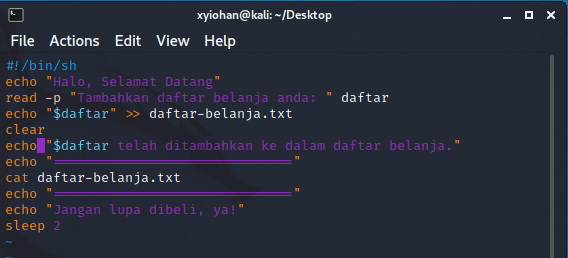 xyiohan@kali: ~/Desktop
File Actions Edit View Help
#!/bin/sh
echo "Halo, Selamat Datang"
read -p "Tambahkan daftar belanja anda: " daftar
echo "$daftar" >> daftar-belanja.txt
clear
echo "$daftar telah ditambahkan ke dalam daftar belanja."
echo "==============================="
cat daftar-belanja.txt
echo "==============================="
echo "Jangan lupa dibeli, ya!"
sleep 2
~
~